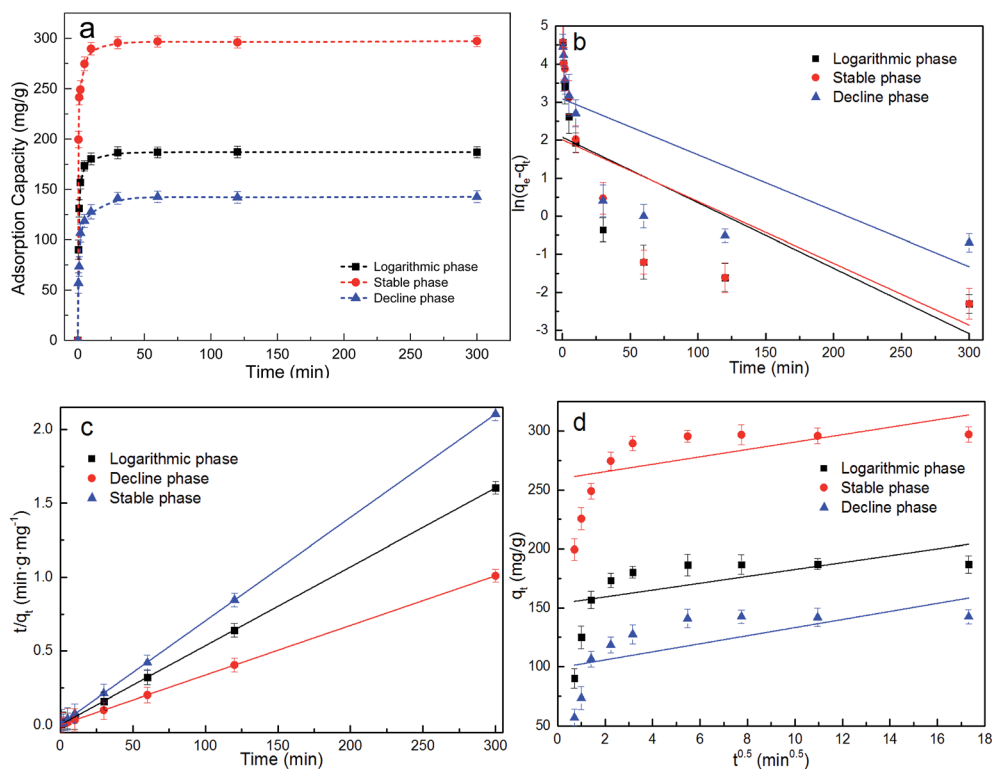 a
Adsorption Capacity (mg/g)
300
250
200
150
100
50
0
Logarithmic phase
Stable phase
Decline phase
0 50 100 150 200 250 300
Time (min)
b
ln(qe-qt)
5
4
3
2
1
0
-1
-2
-3
Logarithmic phase
Stable phase
Decline phase
0 50 100 150 200 250 300
Time (min)
c
t/qt (min·g·mg-1)
2.0
1.5
1.0
0.5
0.0
Logarithmic phase
Decline phase
Stable phase
0 50 100 150 200 250 300
Time (min)
d
qt (mg/g)
400
350
300
250
200
150
100
50
Logarithmic phase
Stable phase
Decline phase
0 2 4 6 8 10 12 14 16 18
t0.5 (min0.5)